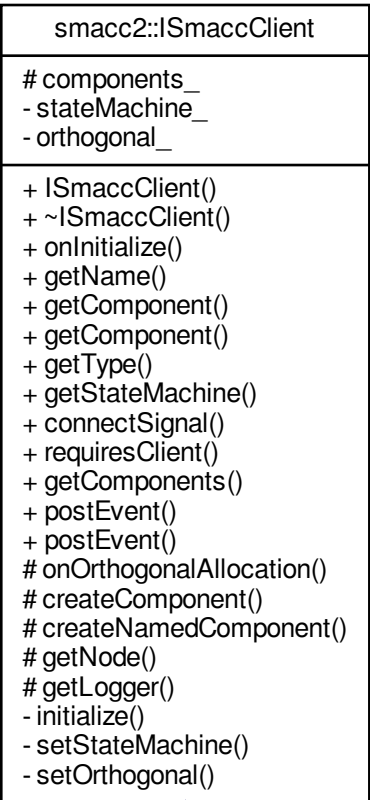 smacc2::ISmaccClient
# components_
- stateMachine_
- orthogonal_
+ ISmaccClient()
+ ~ISmaccClient()
+ onInitialize()
+ getName()
+ getComponent()
+ getComponent()
+ getType()
+ getStateMachine()
+ connectSignal()
+ requiresClient()
+ getComponents()
+ postEvent()
+ postEvent()
# onOrthogonalAllocation()
# createComponent()
# createNamedComponent()
# getNode()
# getLogger()
- initialize()
- setStateMachine()
- setOrthogonal()